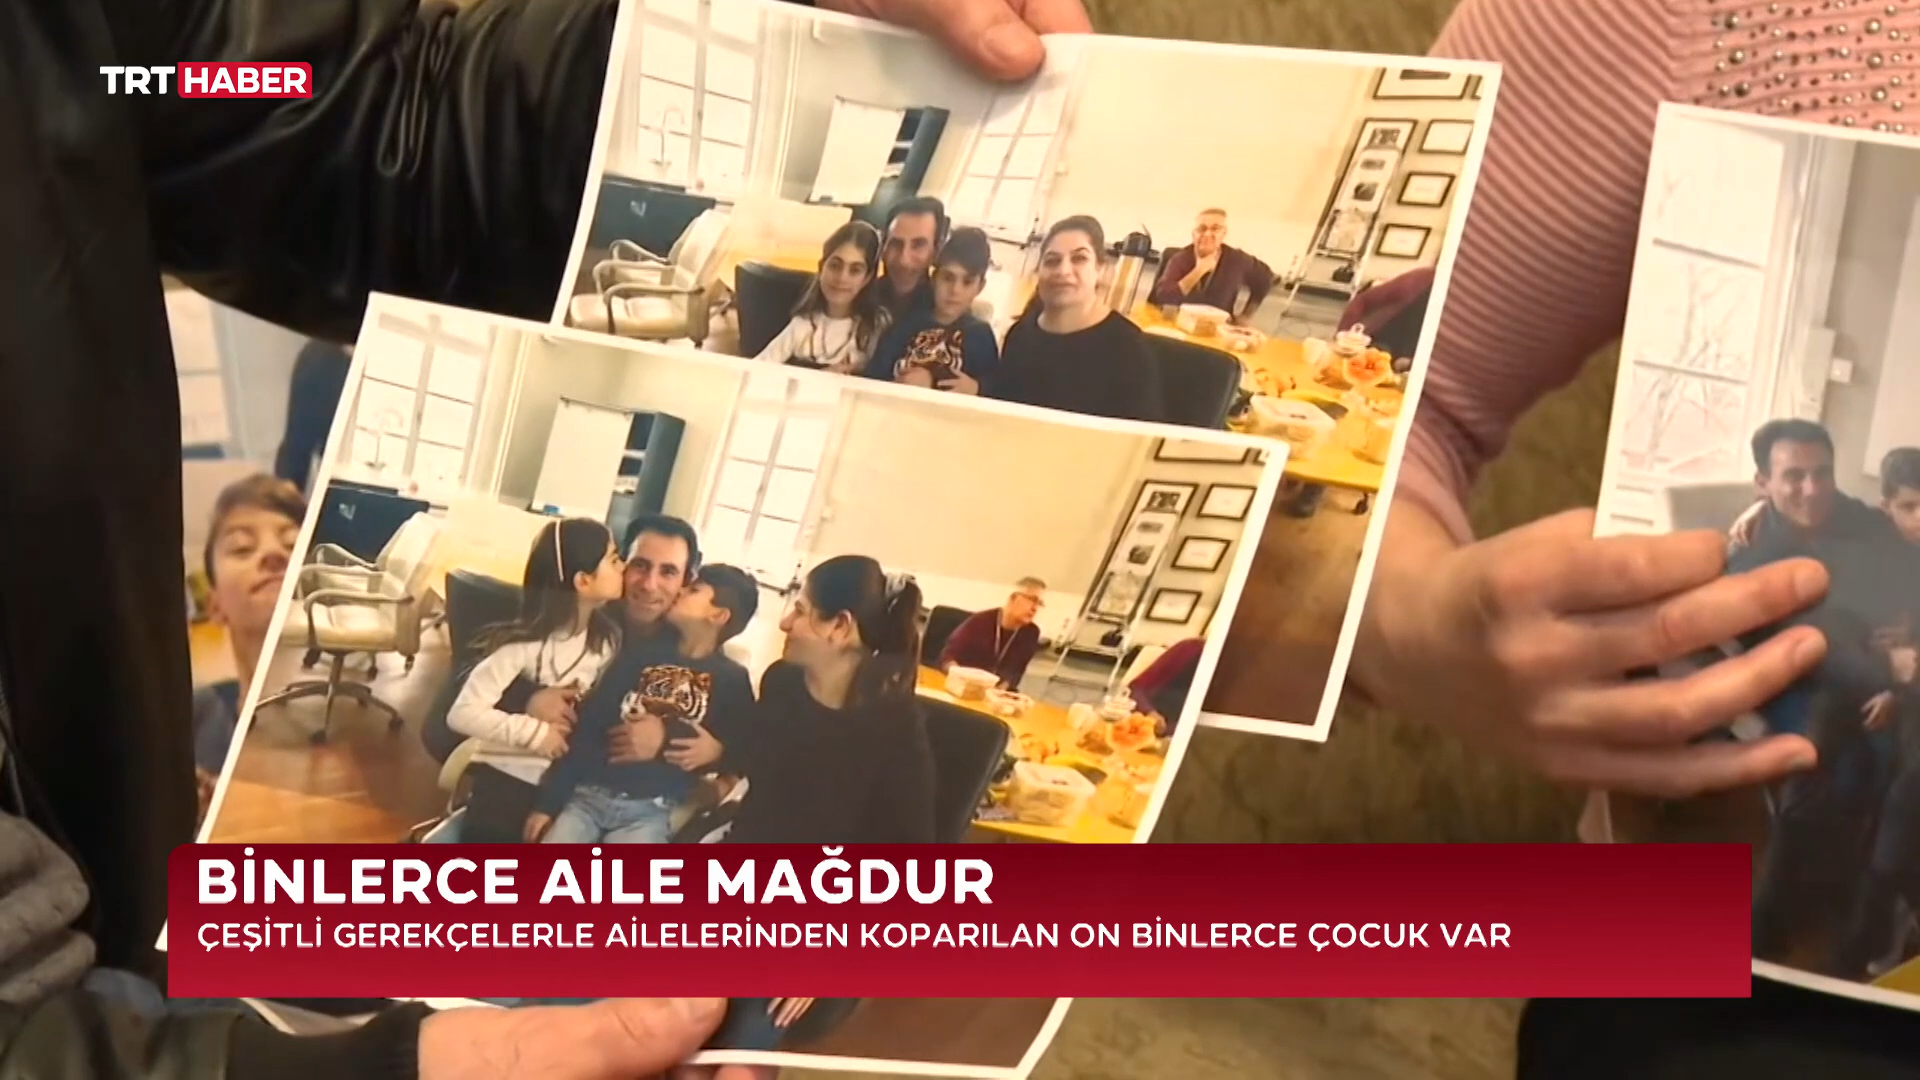 TRT HABER
BİNLERCE AİLE MAĞDUR
ÇEŞİTLİ GEREKÇELERLE AİLELERİNDEN KOPARILAN ON BİNLERCE ÇOCUK VAR